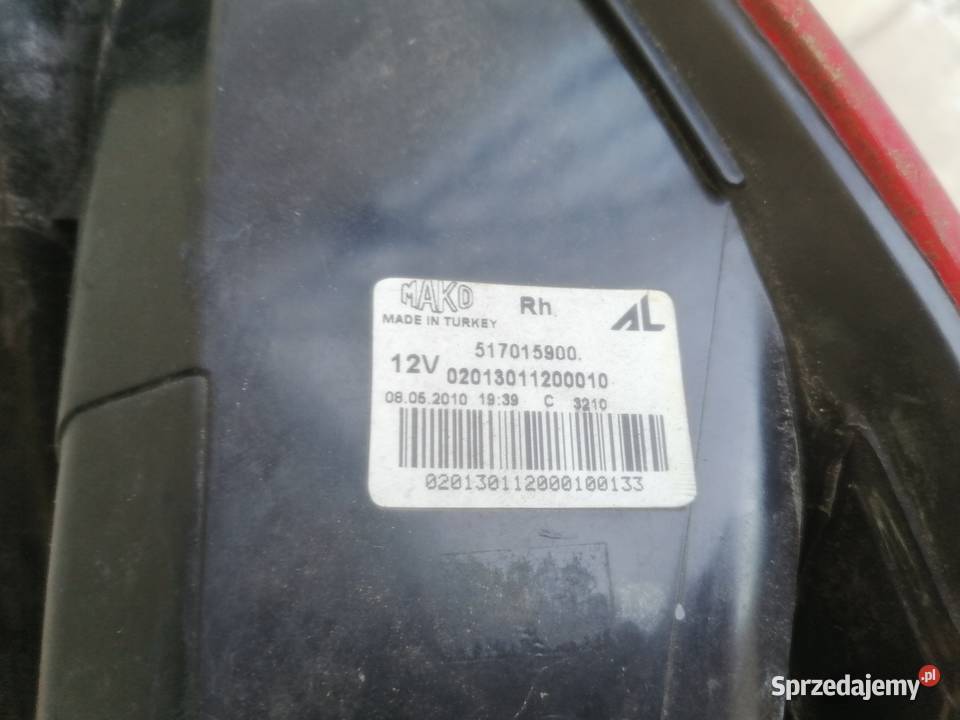 MAKO Rh. AL
MADE IN TURKEY
517015900.
12V 02013011200010
08.05.2010 19:39 C 3210
020130112000100133
Sprzedajemy.pl